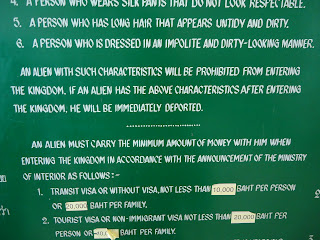 4. A PERSON WHO WEARS SILK PANTS THAT DO NOT LOOK RESPECTABLE.
5. A PERSON WHO HAS LONG HAIR THAT APPEARS UNTIDY AND DIRTY.
6. A PERSON WHO IS DRESSED IN AN IMPOLITE AND DIRTY-LOOKING MANNER.
AN ALIEN WITH SUCH CHARACTERISTICS WILL BE PROHIBITED FROM ENTERING
THE KINGDOM. IF AN ALIEN HAS THE ABOVE CHARACTERISTICS AFTER ENTERING
THE KINGDOM, HE WILL BE IMMEDIATELY DEPORTED.
AN ALIEN MUST CARRY THE MINIMUM AMOUNT OF MONEY WITH HIM WHEN
ENTERING THE KINGDOM IN ACCORDANCE WITH THE ANNOUNCEMENT OF THE MINISTRY
OF INTERIOR AS FOLLOWS :-
1. TRANSIT VISA OR WITHOUT VISA, NOT LESS THAN 10,000 BAHT PER PERSON
OR 20,000 BAHT PER FAMILY.
2. TOURIST VISA OR NON-IMMIGRANT VISA NOT LESS THAN 20,000 BAHT PER
PERSON OR BAHT PER FAMILY.